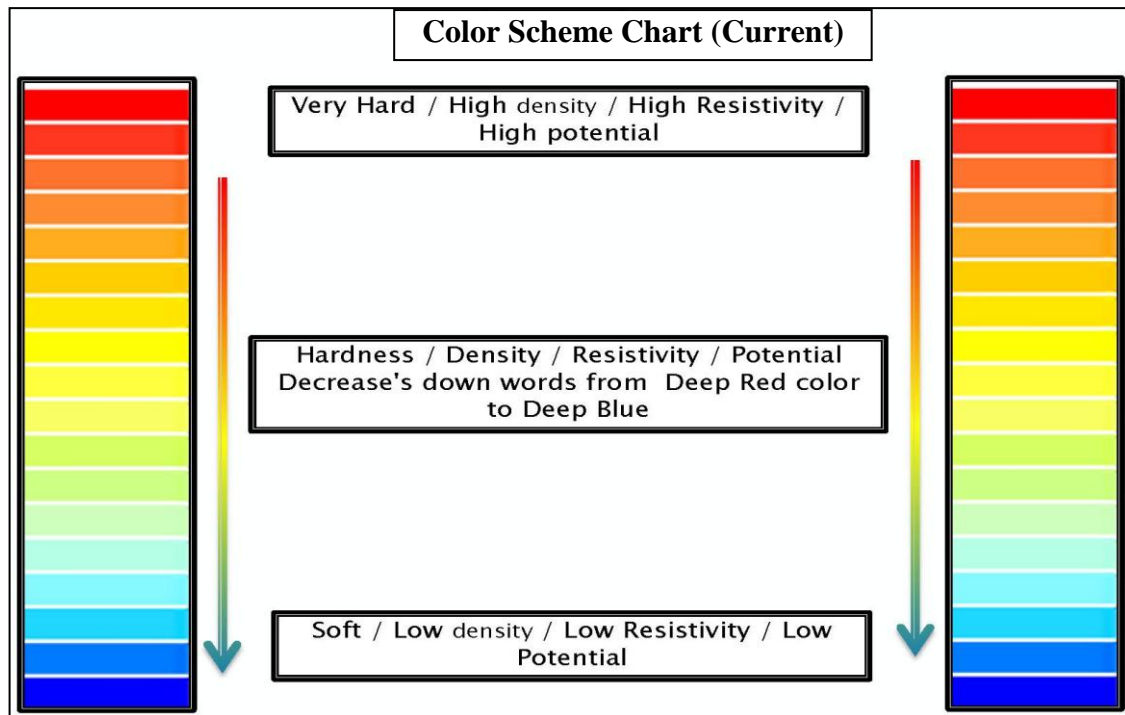 Color Scheme Chart (Current)
Very Hard / High density / High Resistivity /
High potential
Hardness / Density / Resistivity / Potential
Decrease's down words from Deep Red color
to Deep Blue
Soft / Low density / Low Resistivity / Low
Potential